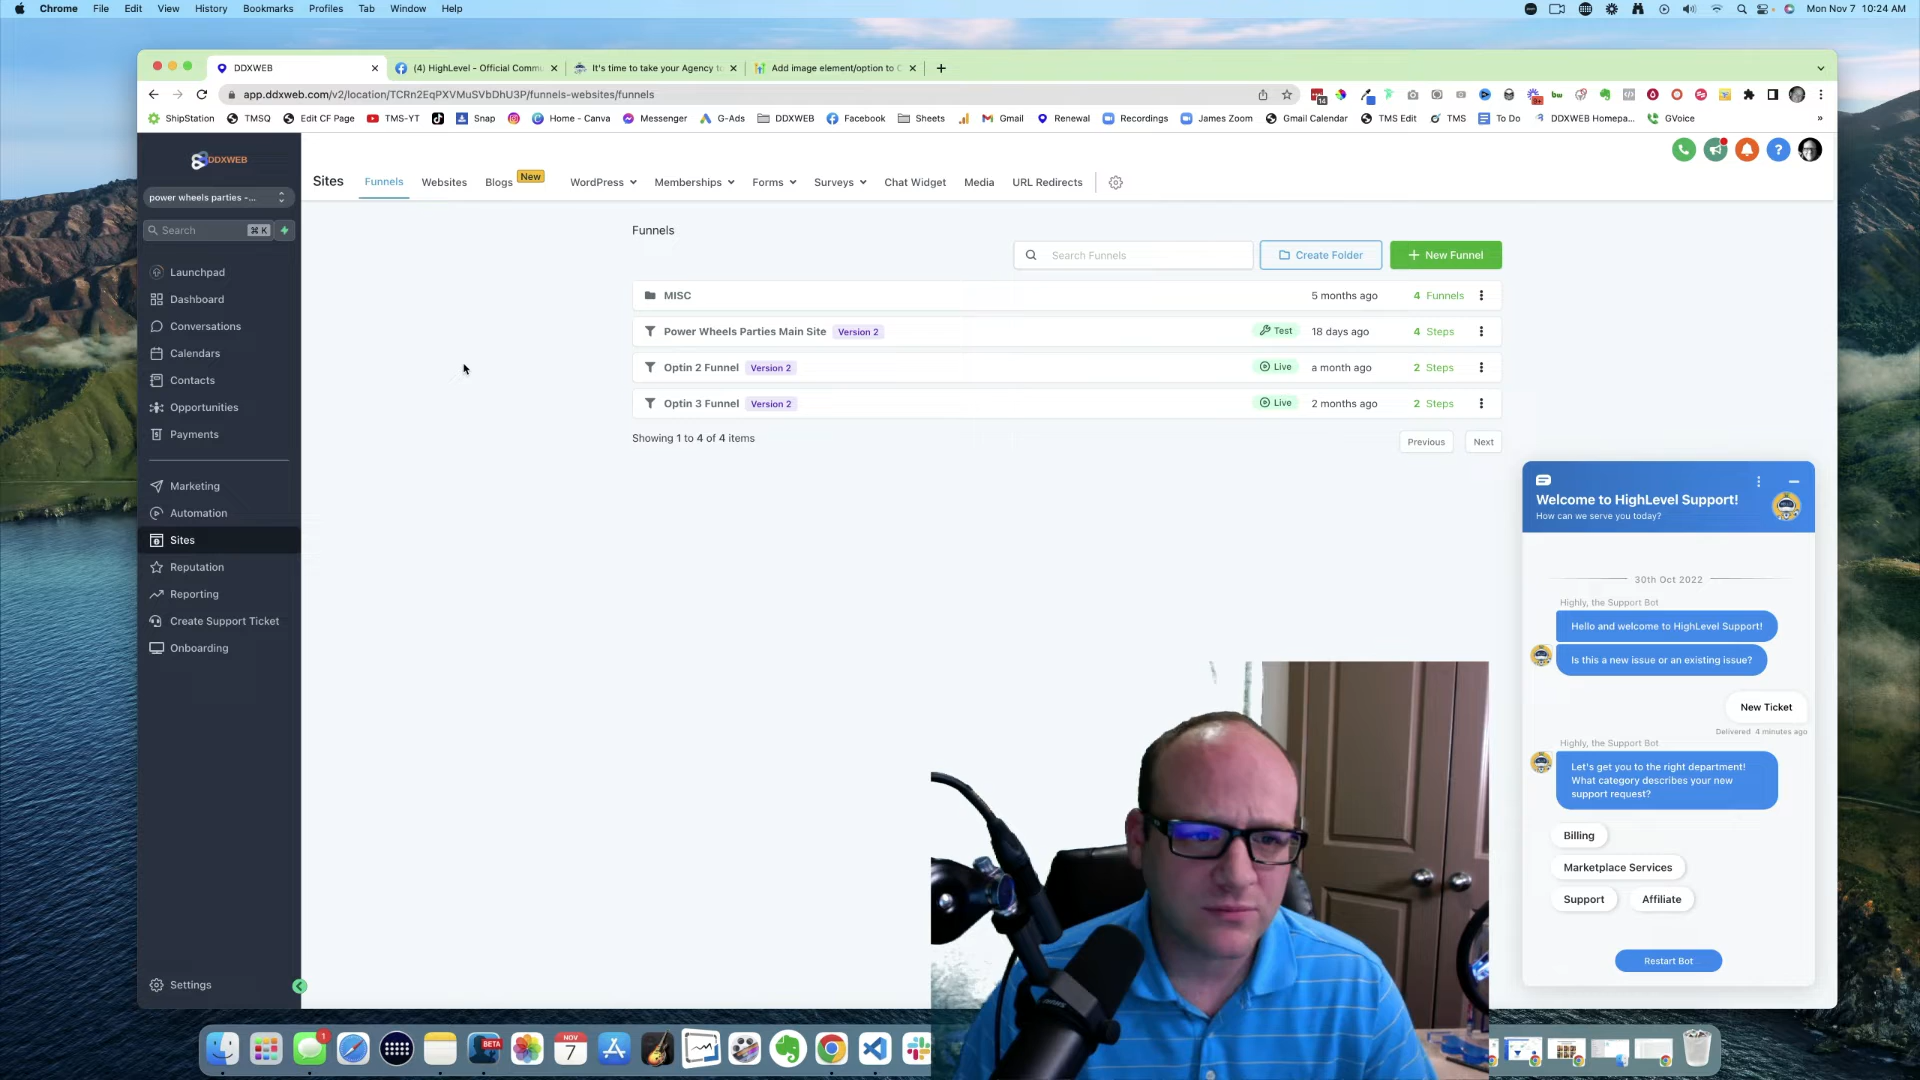 Chrome File Edit View History Bookmarks Profiles Tab Window Help
Mon Nov 7 10:24 AM
DDXWEB
(4) HighLevel - Official Commu
It's time to take your Agency to
Add image element/option to C
app.ddxweb.com/v2/location/TCRn2EqPXVMuSVbDhU3P/funnels-websites/funnels
ShipStation TMSQ Edit CF Page TMS-YT Snap Home - Canva Messenger G-Ads DDXWEB Facebook Sheets Gmail Renewal Recordings James Zoom Gmail Calendar TMS Edit TMS To Do DDXWEB Homepa... GVoice »
DDXWEB
power wheels parties -...
Search ⌘ K
Launchpad
Dashboard
Conversations
Calendars
Contacts
Opportunities
Payments
Marketing
Automation
Sites
Reputation
Reporting
Create Support Ticket
Onboarding
Settings
Sites Funnels Websites Blogs New WordPress Memberships Forms Surveys Chat Widget Media URL Redirects
Funnels
Search Funnels Create Folder + New Funnel
MISC 5 months ago 4 Funnels
Power Wheels Parties Main Site Version 2 Test 18 days ago 4 Steps
Optin 2 Funnel Version 2 Live a month ago 2 Steps
Optin 3 Funnel Version 2 Live 2 months ago 2 Steps
Showing 1 to 4 of 4 items Previous Next
Welcome to HighLevel Support!
How can we serve you today?
30th Oct 2022
Highly, the Support Bot
Hello and welcome to HighLevel Support!
Is this a new issue or an existing issue?
New Ticket
Delivered 4 minutes ago
Highly, the Support Bot
Let's get you to the right department!
What category describes your new
support request?
Billing
Marketplace Services
Support Affiliate
Restart Bot
1
BETA
NOV
7